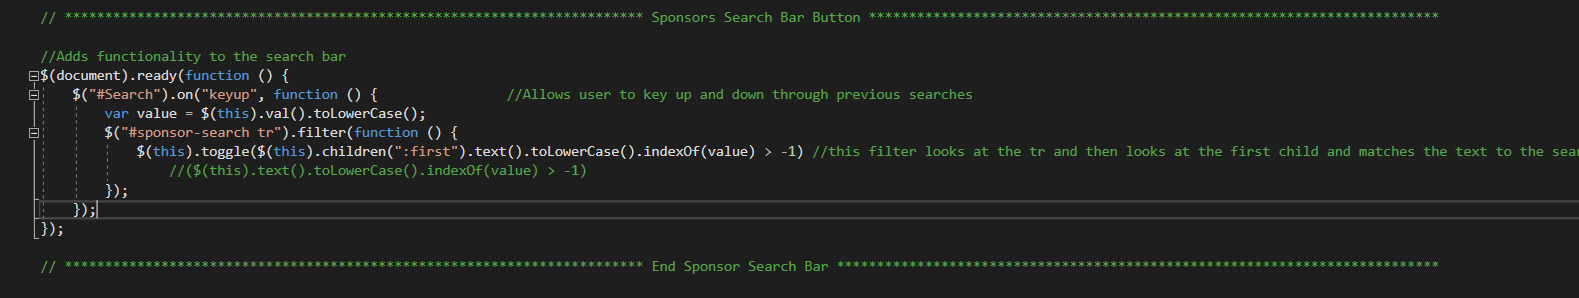 // ************************************************************************ Sponsors Search Bar Button ***********************************************************************
//Adds functionality to the search bar
$(document).ready(function () {
$("#Search").on("keyup", function () { //Allows user to key up and down through previous searches
var value = $(this).val().toLowerCase();
$("#sponsor-search tr").filter(function () {
$(this).toggle($(this).children(":first").text().toLowerCase().indexOf(value) > -1) //this filter looks at the tr and then looks at the first child and matches the text to the
//($(this).text().toLowerCase().indexOf(value) > -1)
});
});
});
// ************************************************************************ End Sponsor Search Bar ***************************************************************************